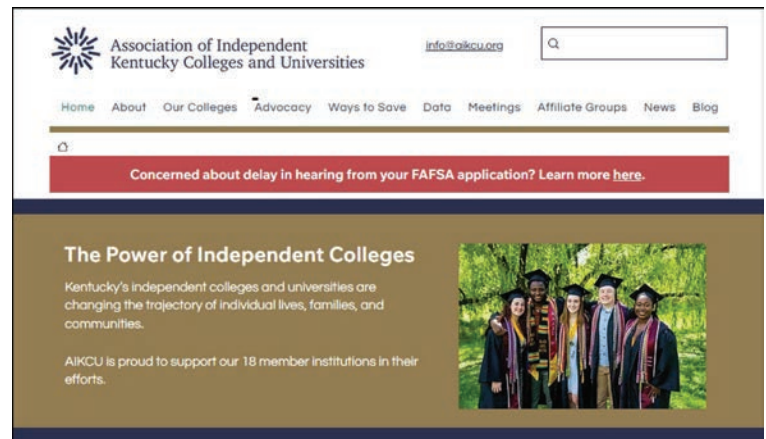 Association of Independent
Kentucky Colleges and Universities
info@aikcu.org
Home About Our Colleges Advocacy Ways to Save Data Meetings Affiliate Groups News Blog
Concerned about delay in hearing from your FAFSA application? Learn more here.
The Power of Independent Colleges
Kentucky's independent colleges and universities are
changing the trajectory of individual lives, families, and
communities.
AIKCU is proud to support our 18 member institutions in their
efforts.